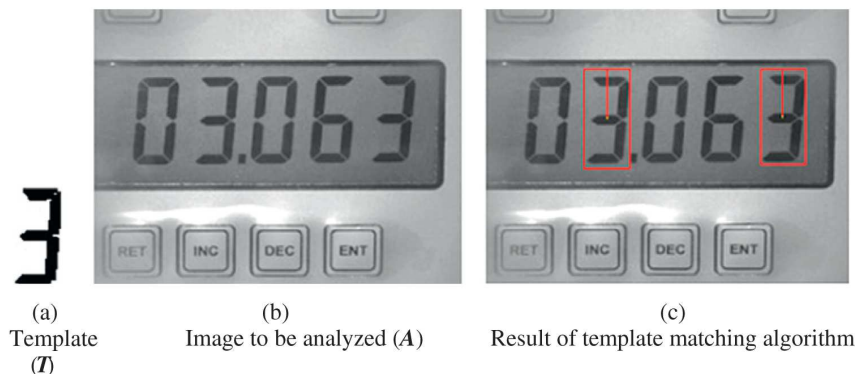 3
03.063
03.063
RET INC DEC ENT
RET INC DEC ENT
(a)
(b)
(c)
Template
(T)
Image to be analyzed (A)
Result of template matching algorithm